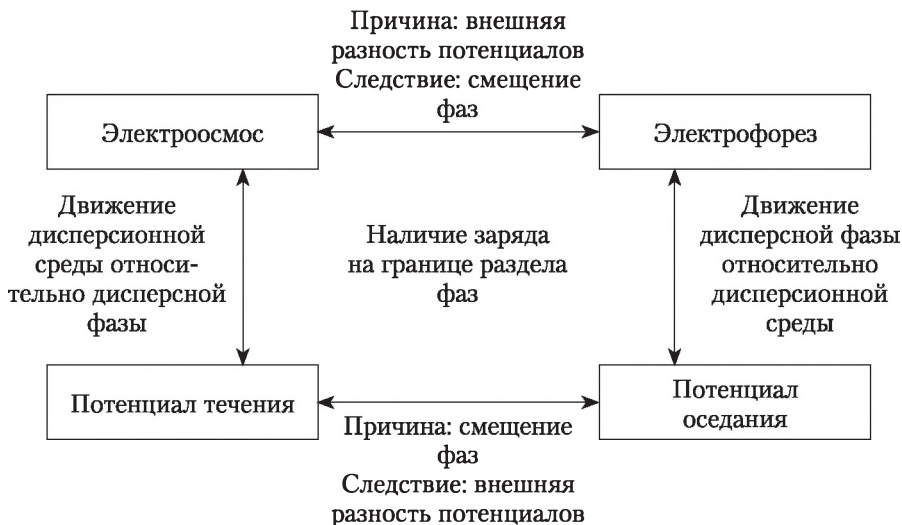 Причина: внешняя
разность потенциалов
Следствие: смещение
фаз
Электроосмос
Электрофорез
Движение
дисперсионной
среды относи-
тельно дисперсной
фазы
Наличие заряда
на границе раздела
фаз
Движение
дисперсной фазы
относительно
дисперсионной
среды
Потенциал течения
Потенциал
оседания
Причина: смещение
фаз
Следствие: внешняя
разность потенциалов